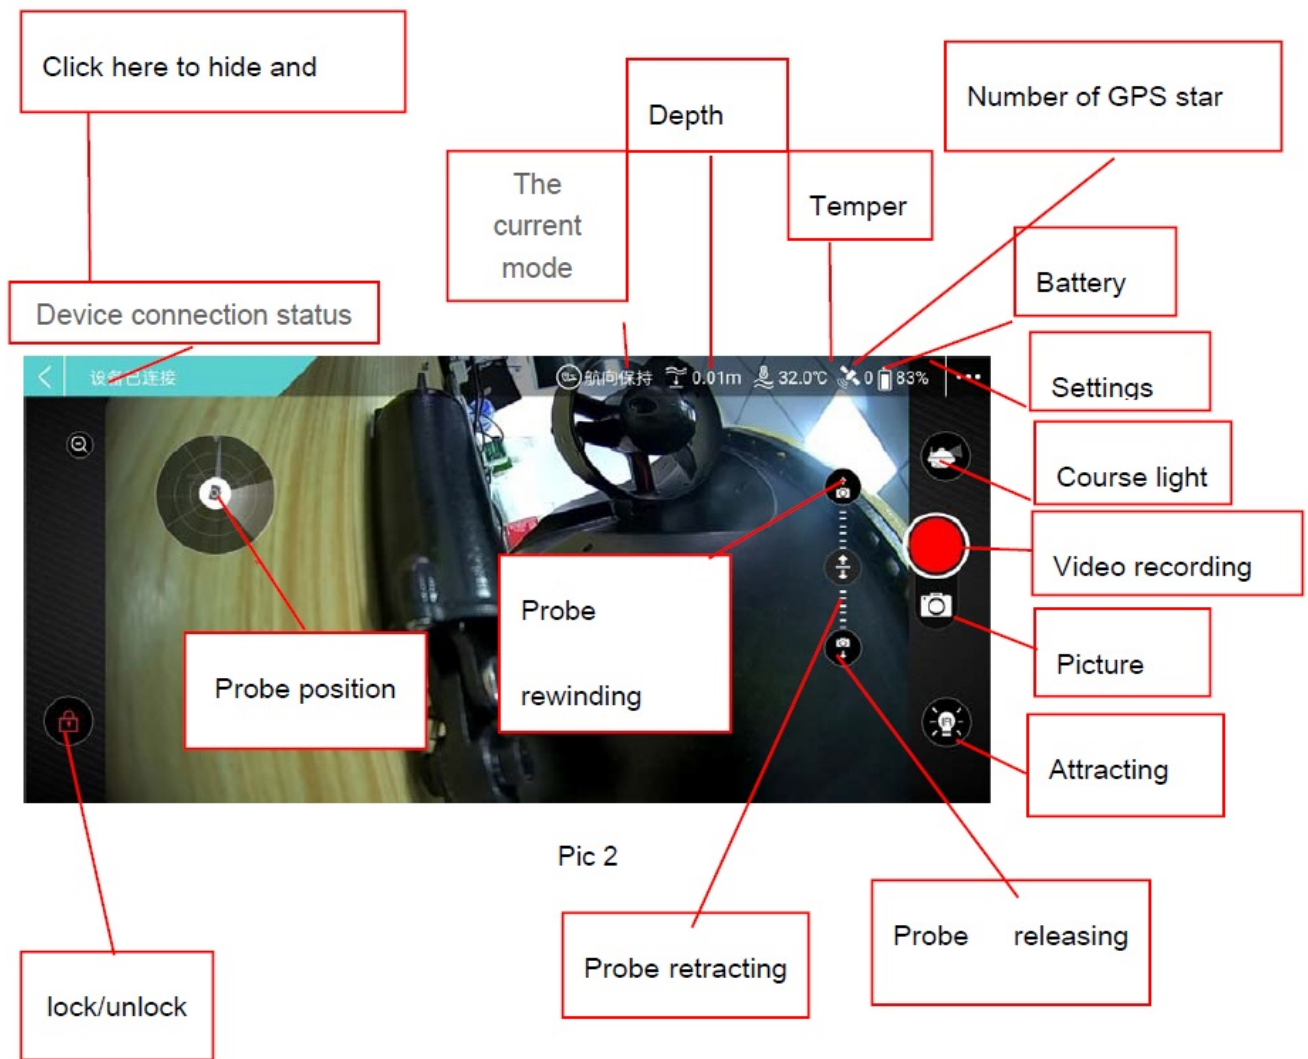 Click here to hide and
Depth
Number of GPS star
The
current
mode
Temper
Battery
Device connection status
设备已连接
航向保持
0.01m
32.0℃
0
83%
Settings
Course light
Video recording
Probe
rewinding
Probe position
Picture
Attracting
Pic 2
Probe releasing
Probe retracting
lock/unlock